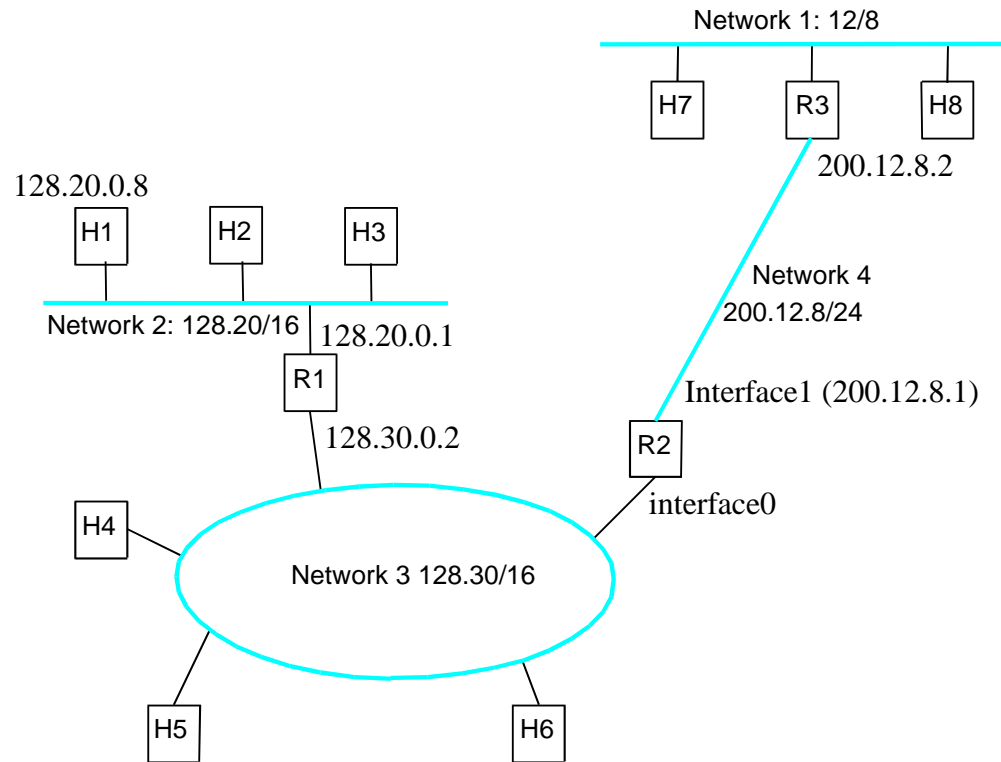 Network 1: 12/8
H7
R3
H8
200.12.8.2
128.20.0.8
H1
H2
H3
Network 2: 128.20/16
128.20.0.1
R1
128.30.0.2
Network 4
200.12.8/24
Interface1 (200.12.8.1)
R2
interface0
H4
Network 3 128.30/16
H5
H6